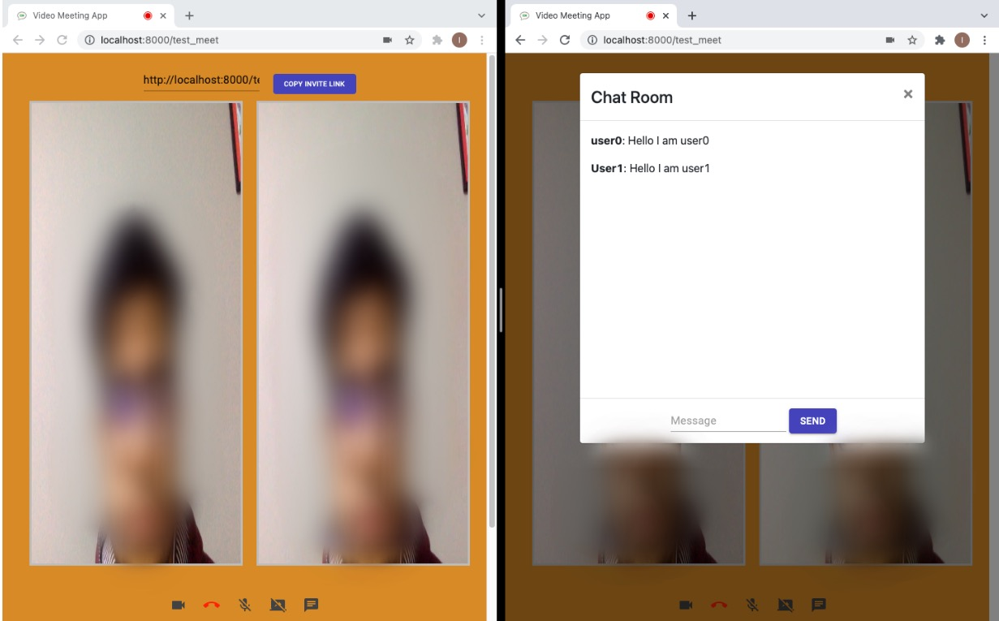 Video Meeting App
localhost:8000/test_meet
I
http://localhost:8000/te
COPY INVITE LINK
Video Meeting App
localhost:8000/test_meet
I
Chat Room
user0: Hello I am user0
User1: Hello I am user1
Message
SEND